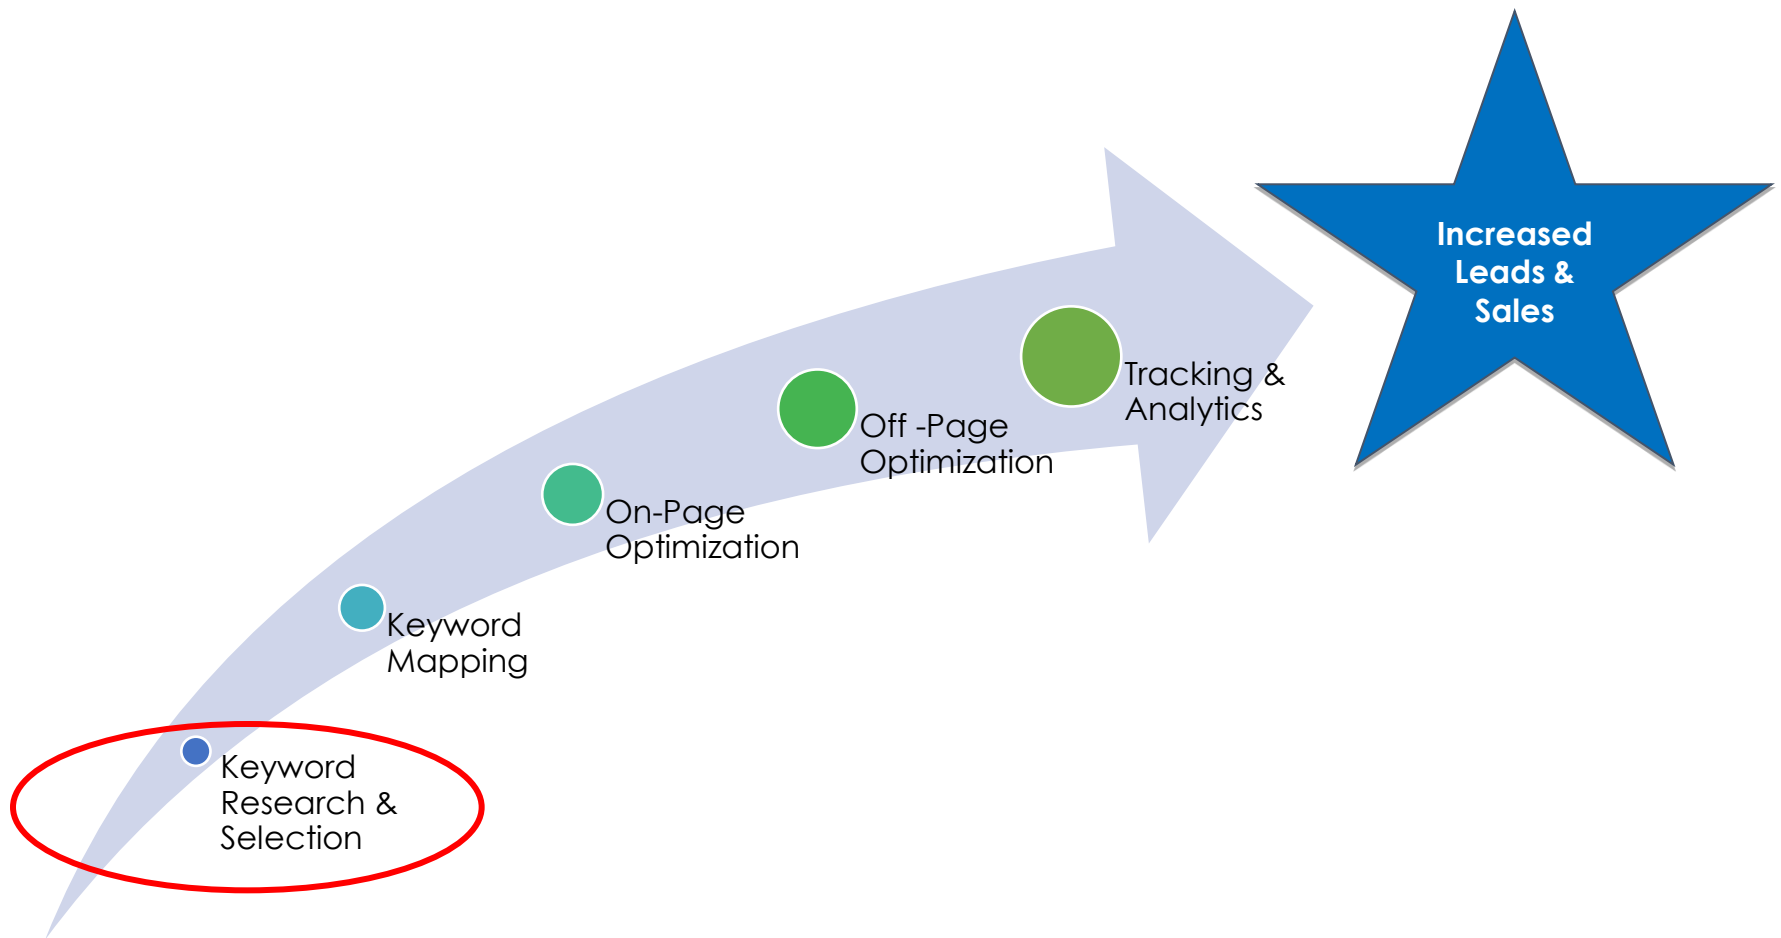 Increased
Leads &
Sales
Tracking &
Analytics
Off -Page
Optimization
On-Page
Optimization
Keyword
Mapping
Keyword
Research &
Selection